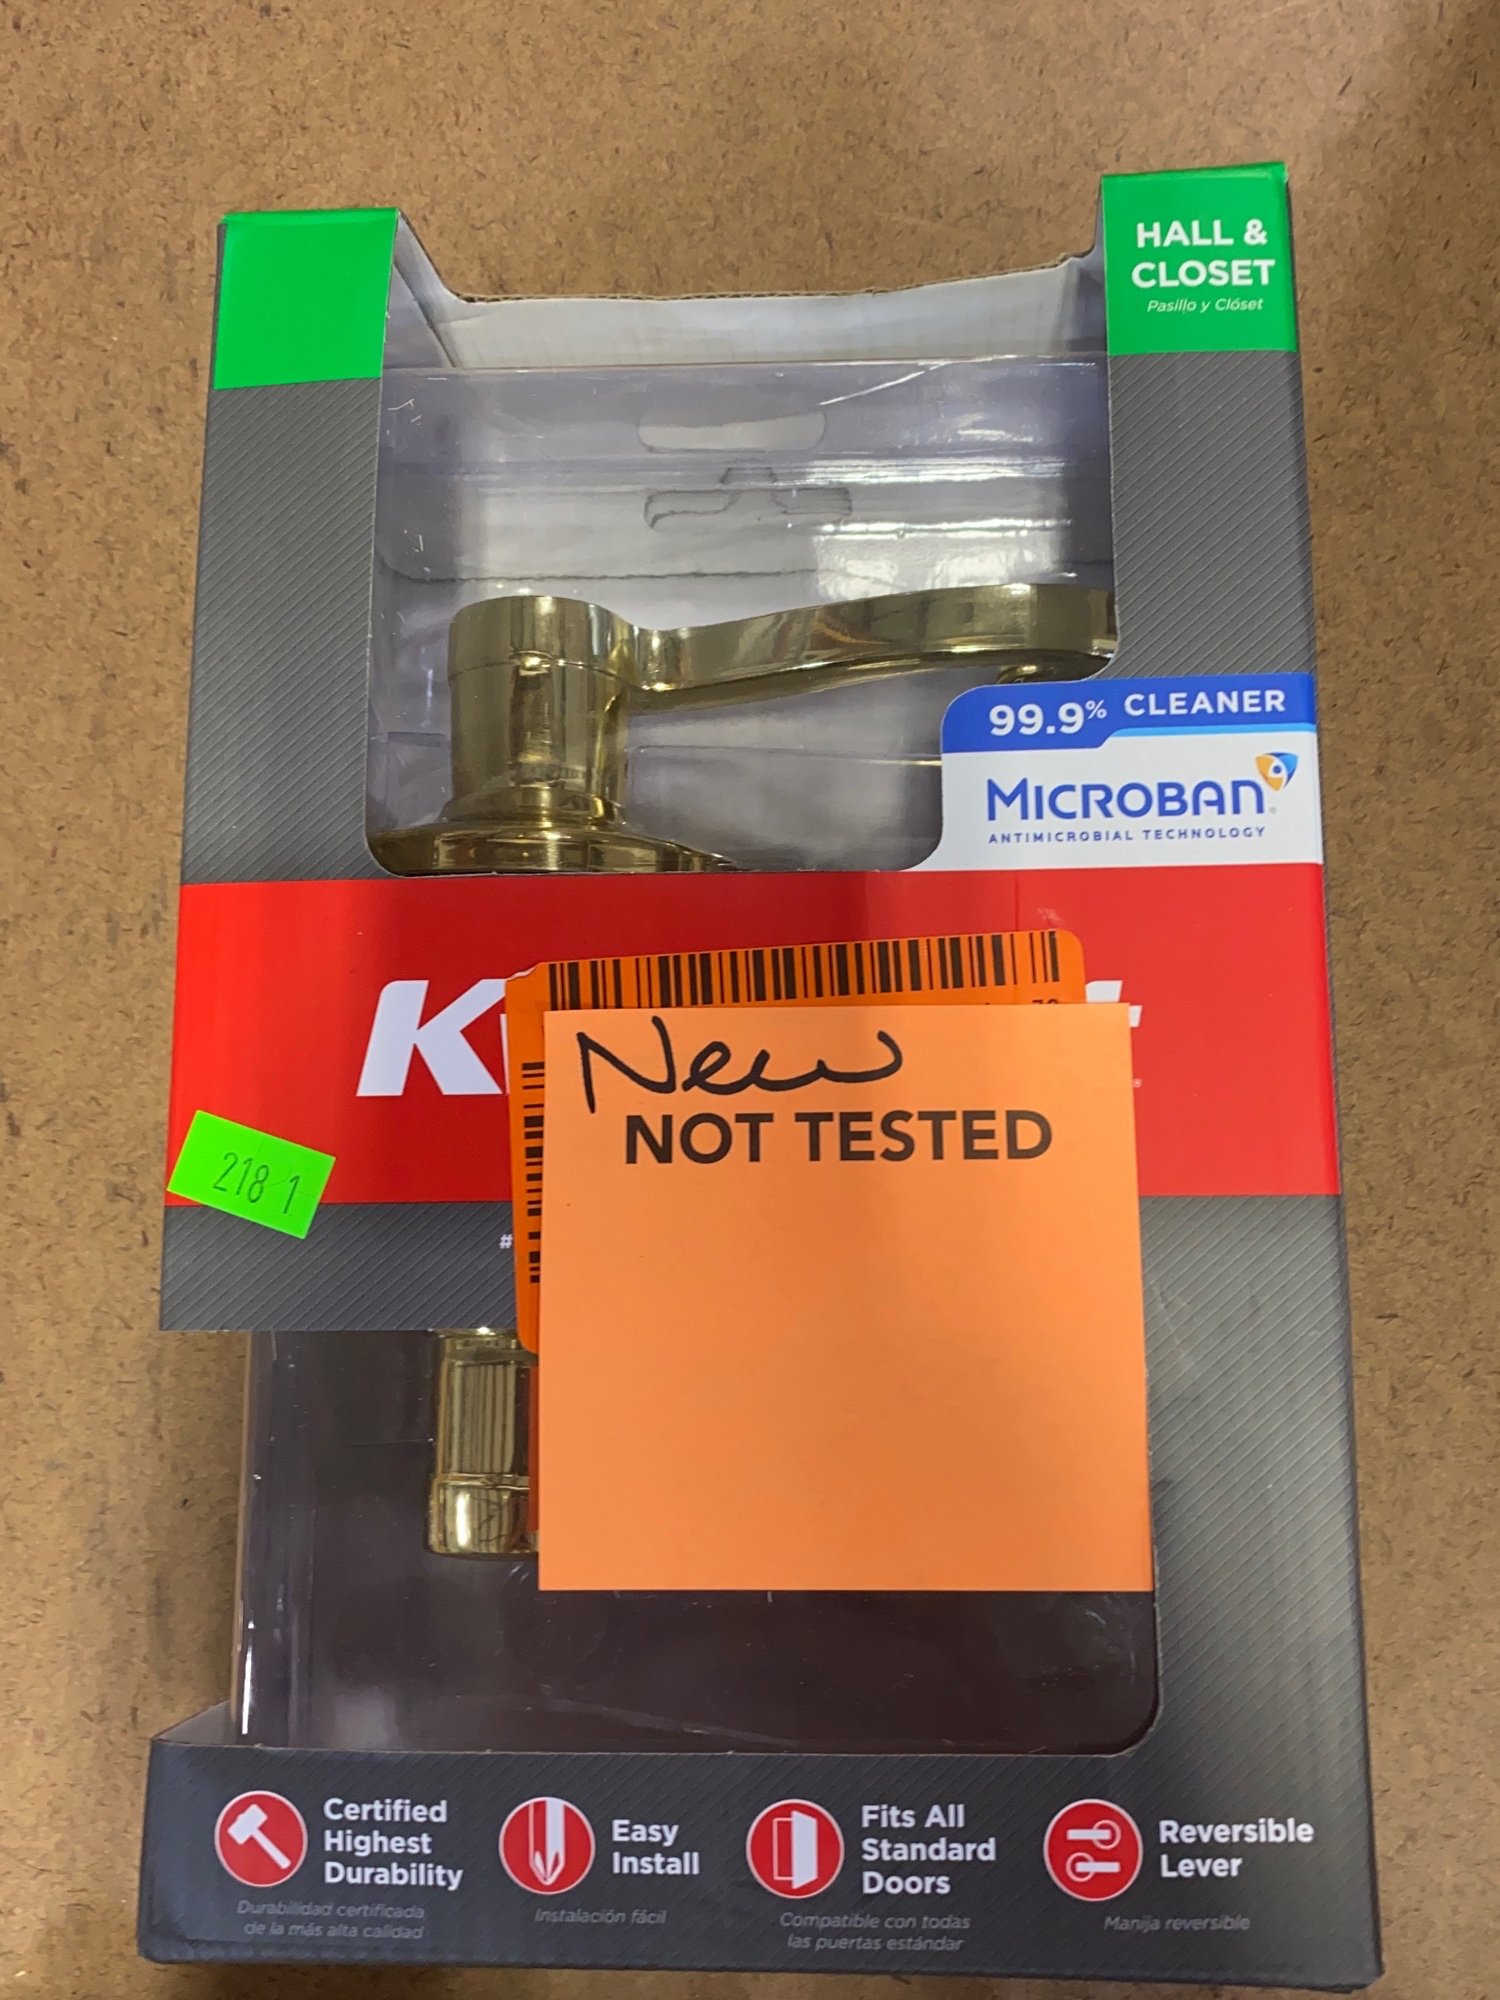 HALL &
CLOSET
Pasillo y Clóset
99.9% CLEANER
MICROBAN
ANTIMICROBIAL TECHNOLOGY
New
NOT TESTED
218 1
#
Certified
Highest
Durability
Durabilidad certificada
de la más alta calidad
Easy
Install
Instalación fácil
Fits All
Standard
Doors
Compatible con todas
las puertas estándar
Reversible
Lever
Manija reversible